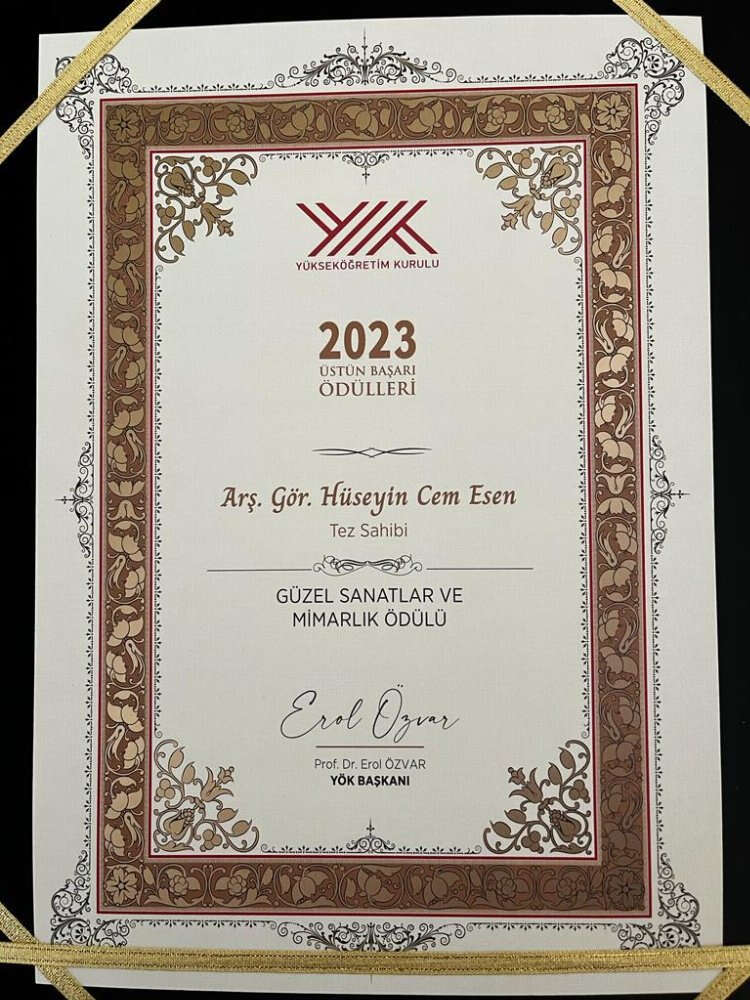 YÖK
YÜKSEKÖĞRETİM KURULU
2023
ÜSTÜN BAŞARI
ÖDÜLLERİ
Arş. Gör. Hüseyin Cem Esen
Tez Sahibi
GÜZEL SANATLAR VE
MİMARLIK ÖDÜLÜ
Erol Özvar
Prof. Dr. Erol ÖZVAR
YÖK BAŞKANI